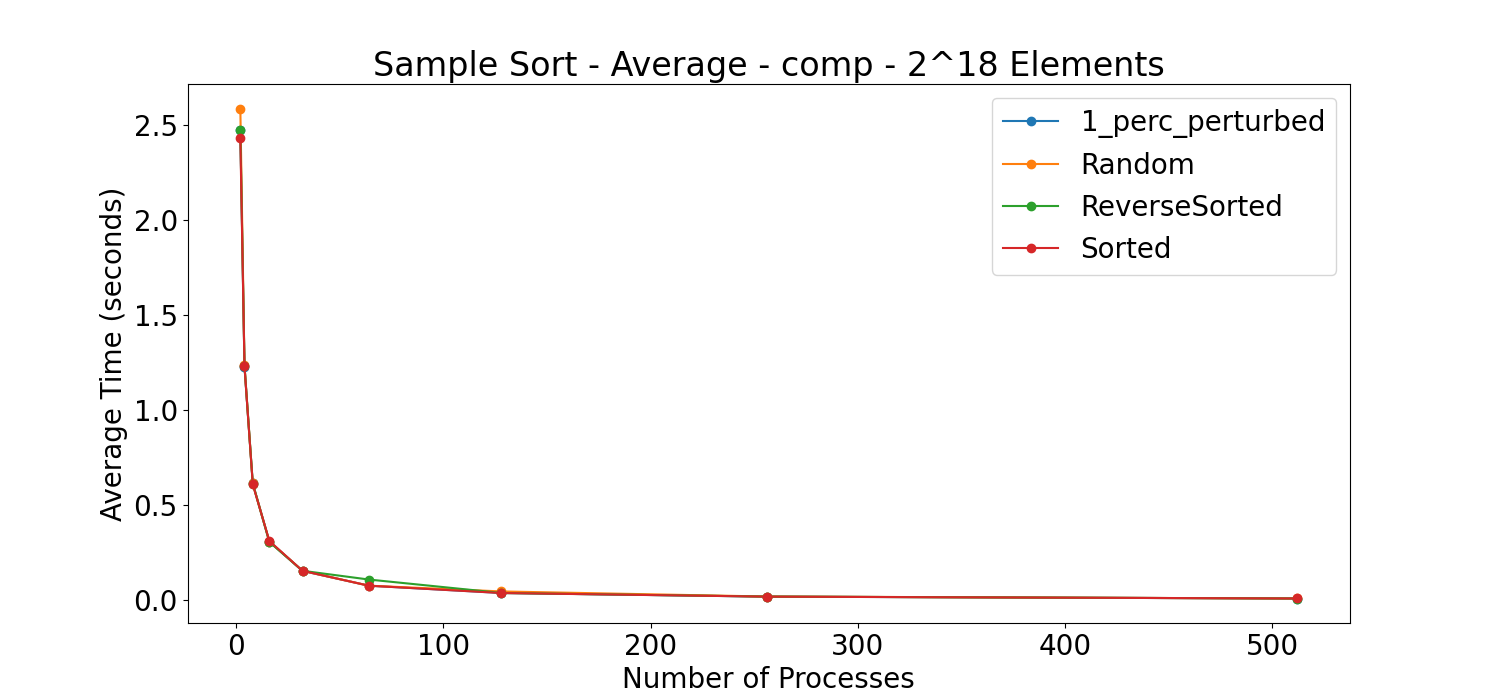 Sample Sort - Average - comp - 2^18 Elements
1_perc_perturbed
Random
ReverseSorted
Sorted
Average Time (seconds)
2.5
2.0
1.5
1.0
0.5
0.0
0 100 200 300 400 500
Number of Processes